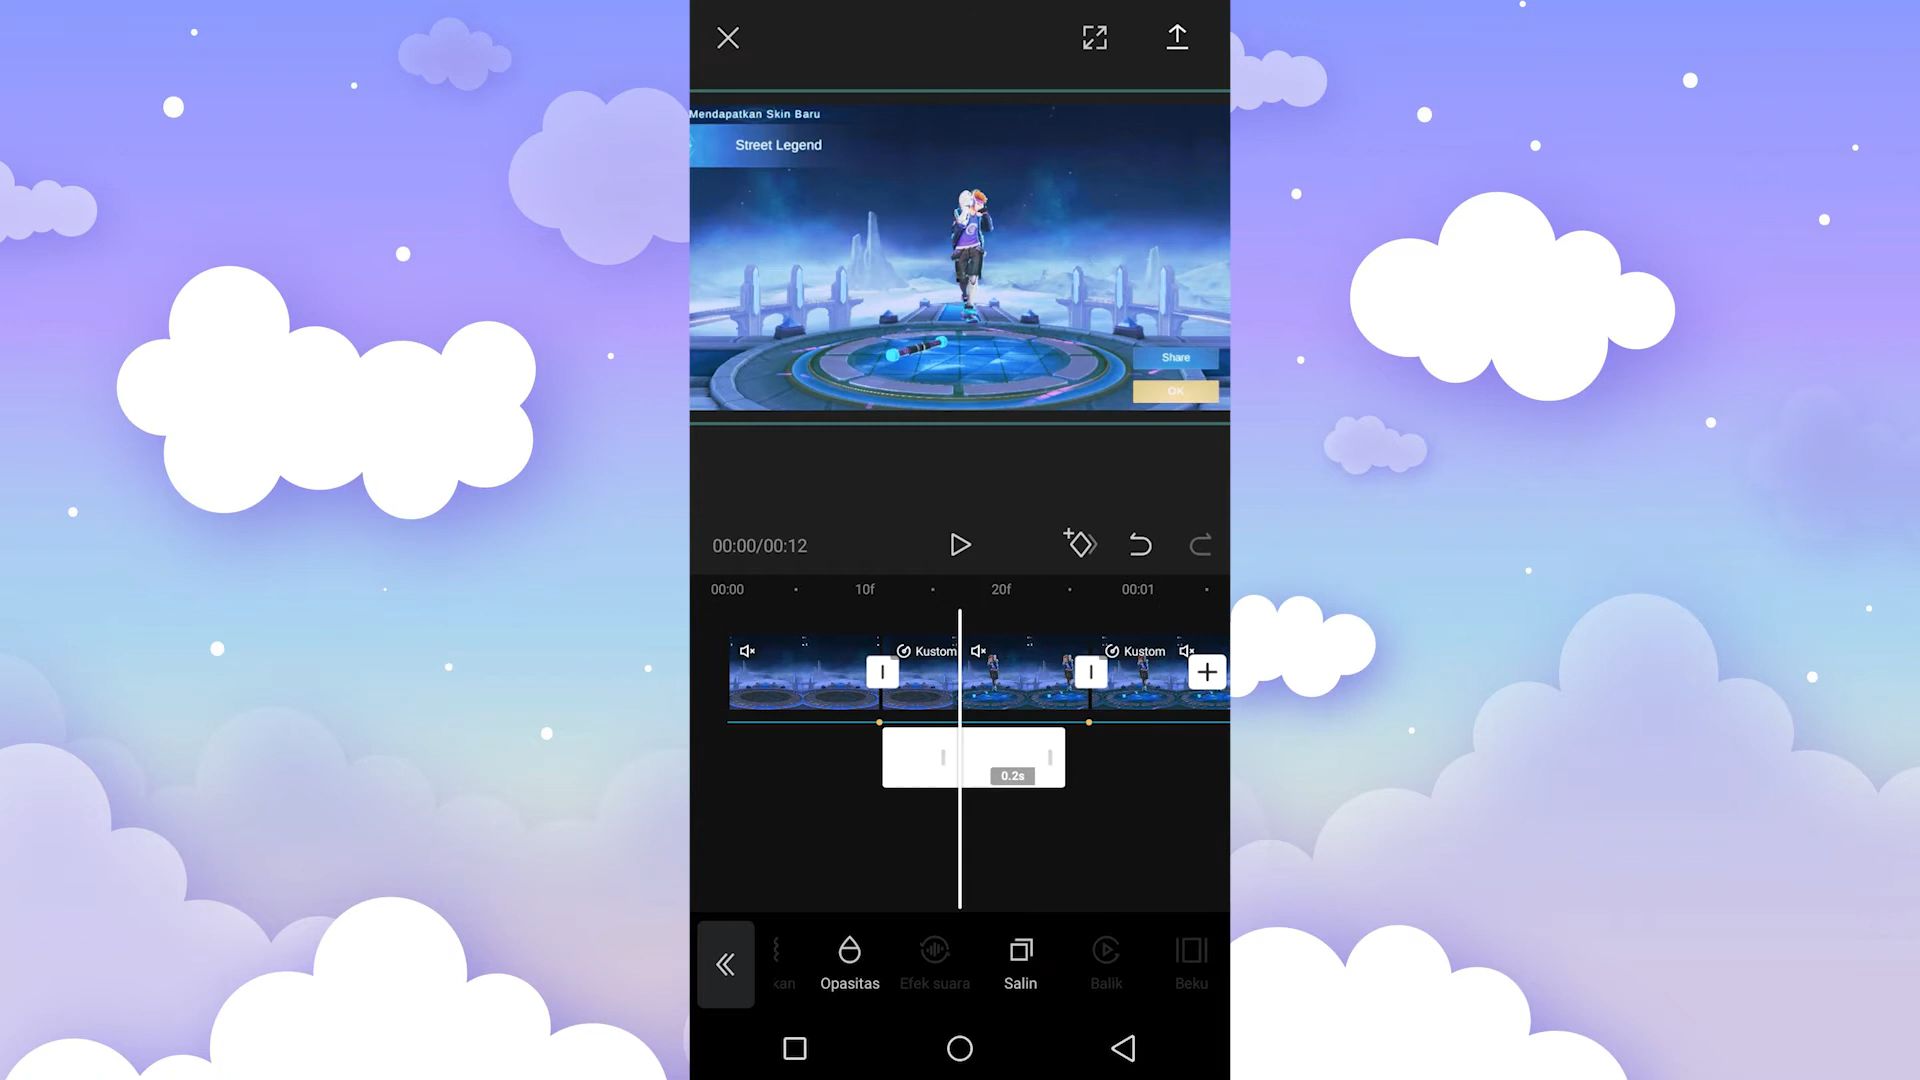 Mendapatkan Skin Baru
Street Legend
Share
OK
00:00/00:12
00:00
10f
20f
00:01
Kustom
Kustom
0.2s
kan
Opasitas
Efek suara
Salin
Balik
Beku